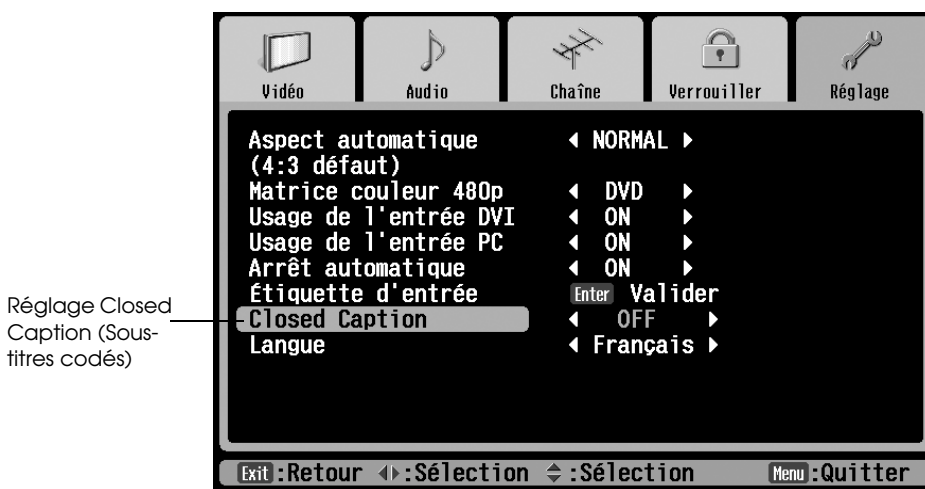 Vidéo
Audio
Chaîne
Verrouiller
Réglage
Aspect automatique NORMAL
(4:3 défaut)
Matrice couleur 480p DVD
Usage de l'entrée DVI ON
Usage de l'entrée PC ON
Arrêt automatique ON
Étiquette d'entrée Enter Valider
Closed Caption OFF
Langue Français
Réglage Closed
Caption (Sous-
titres codés)
Exit :Retour :Sélection :Sélection Menu :Quitter